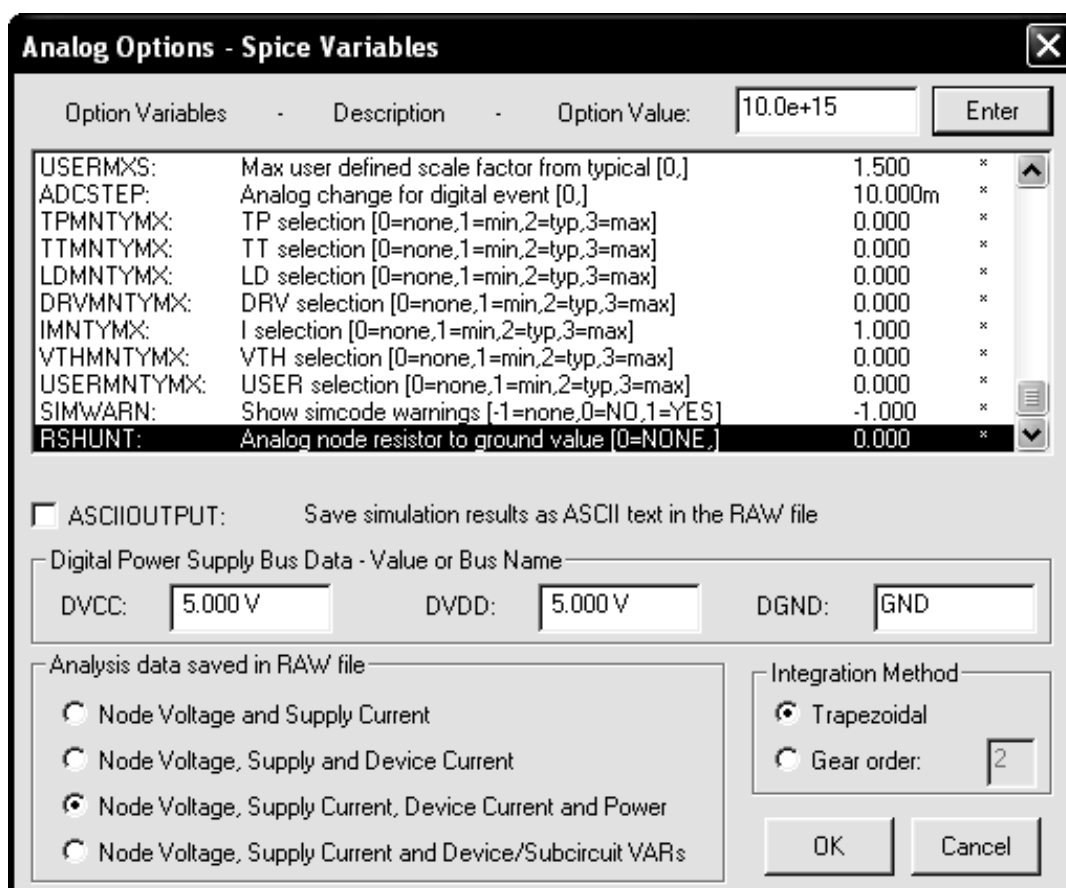 Analog Options - Spice Variables
Option Variables - Description - Option Value: 10.0e+15 Enter
USERMXS: Max user defined scale factor from typical [0,] 1.500 *
ADCSTEP: Analog change for digital event [0,] 10.000m *
TPMNTYMX: TP selection [0=none,1=min,2=typ,3=max] 0.000 *
TTMNTYMX: TT selection [0=none,1=min,2=typ,3=max] 0.000 *
LDMNTYMX: LD selection [0=none,1=min,2=typ,3=max] 0.000 *
DRVMNTYMX: DRV selection [0=none,1=min,2=typ,3=max] 0.000 *
IMNTYMX: I selection [0=none,1=min,2=typ,3=max] 1.000 *
VTHMNTYMX: VTH selection [0=none,1=min,2=typ,3=max] 0.000 *
USERMNTYMX: USER selection [0=none,1=min,2=typ,3=max] 0.000 *
SIMWARN: Show simcode warnings [-1=none,0=NO,1=YES] -1.000 *
RSHUNT: Analog node resistor to ground value [0=NONE,] 0.000 *
ASCIIOUTPUT: Save simulation results as ASCII text in the RAW file
Digital Power Supply Bus Data - Value or Bus Name
DVCC: 5.000 V DVDD: 5.000 V DGND: GND
Analysis data saved in RAW file
Node Voltage and Supply Current
Node Voltage, Supply and Device Current
Node Voltage, Supply Current, Device Current and Power
Node Voltage, Supply Current and Device/Subcircuit VARs
Integration Method
Trapezoidal
Gear order: 2
OK Cancel